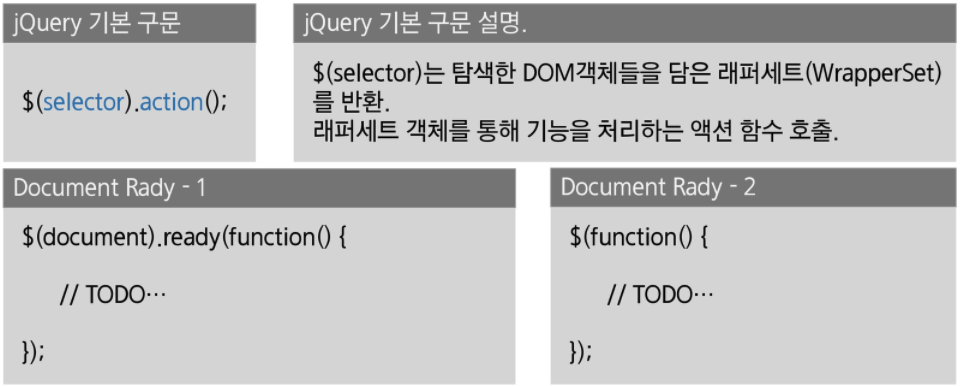 jQuery 기본 구문
$(selector).action();
jQuery 기본 구문 설명.
$(selector)는 탐색한 DOM객체들을 담은 래퍼세트(WrapperSet)
를 반환.
래퍼세트 객체를 통해 기능을 처리하는 액션 함수 호출.
Document Rady - 1
$(document).ready(function() {
// TODO…
});
Document Rady - 2
$(function() {
// TODO…
});